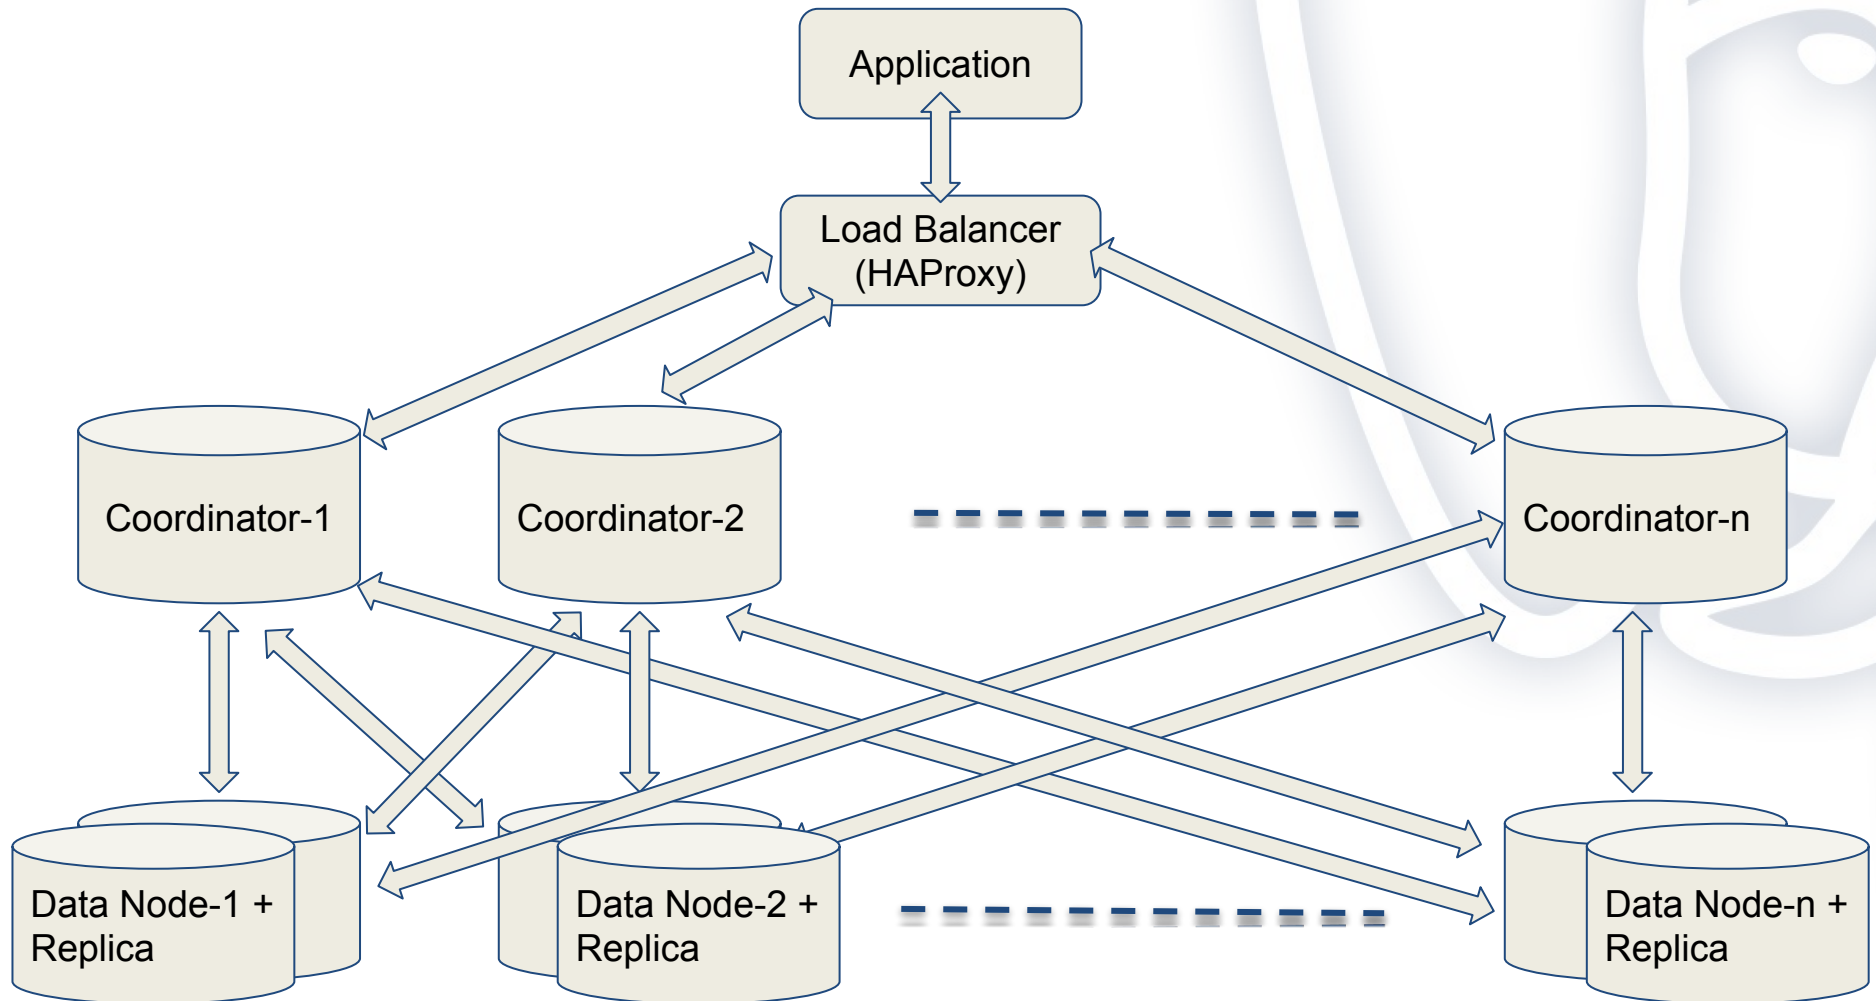 Application
Load Balancer
(HAProxy)
Coordinator-1
Coordinator-2
Coordinator-n
Data Node-1 +
Replica
Data Node-2 +
Replica
Data Node-n +
Replica